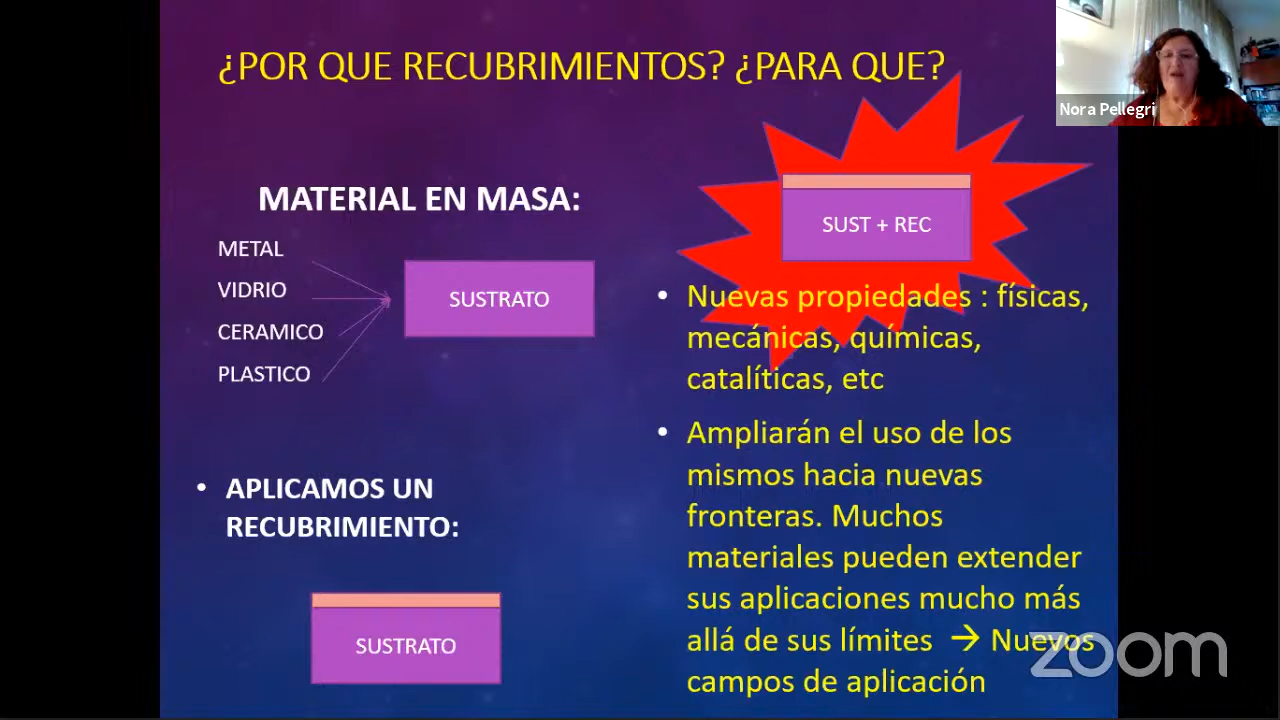 ¿POR QUE RECUBRIMIENTOS? ¿PARA QUE?
Nora Pellegri
MATERIAL EN MASA:
METAL
VIDRIO
CERAMICO
PLASTICO
SUSTRATO
• APLICAMOS UN
RECUBRIMIENTO:
SUSTRATO
SUST + REC
• Nuevas propiedades : físicas,
mecánicas, químicas,
catalíticas, etc
• Ampliarán el uso de los
mismos hacia nuevas
fronteras. Muchos
materiales pueden extender
sus aplicaciones mucho más
allá de sus límites → Nuevos
campos de aplicación
zoom